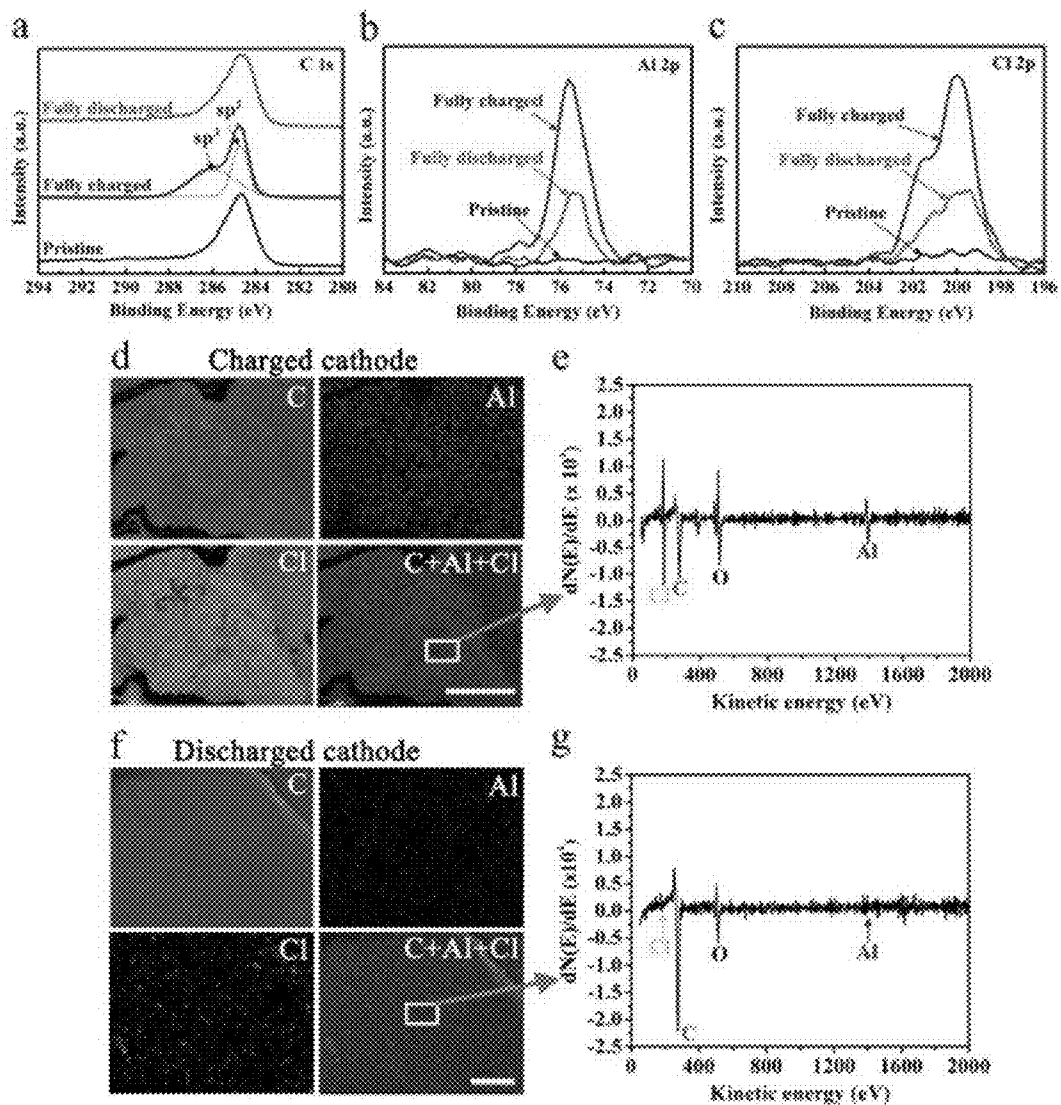 a
C 1s
Fully discharged
sp²
sp³
Fully charged
Pristine
Intensity (a.u.)
294 292 290 288 286 284 282 280
Binding Energy (eV)
b
Al 2p
Fully charged
Fully discharged
Pristine
Intensity (a.u.)
84 82 80 78 76 74 72 70
Binding Energy (eV)
c
Cl 2p
Fully charged
Fully discharged
Pristine
Intensity (a.u.)
210 208 206 204 202 200 198 196
Binding Energy (eV)
d Charged cathode
C
Al
Cl
C+Al+Cl
e
2.5
2.0
1.5
1.0
0.5
0.0
-0.5
-1.0
-1.5
-2.0
-2.5
Cl
C
O
Al
0 400 800 1200 1600 2000
Kinetic energy (eV)
f Discharged cathode
C
Al
Cl
C+Al+Cl
g
2.5
2.0
1.5
1.0
0.5
0.0
-0.5
-1.0
-1.5
-2.0
-2.5
Cl
C
O
Al
0 400 800 1200 1600 2000
Kinetic energy (eV)